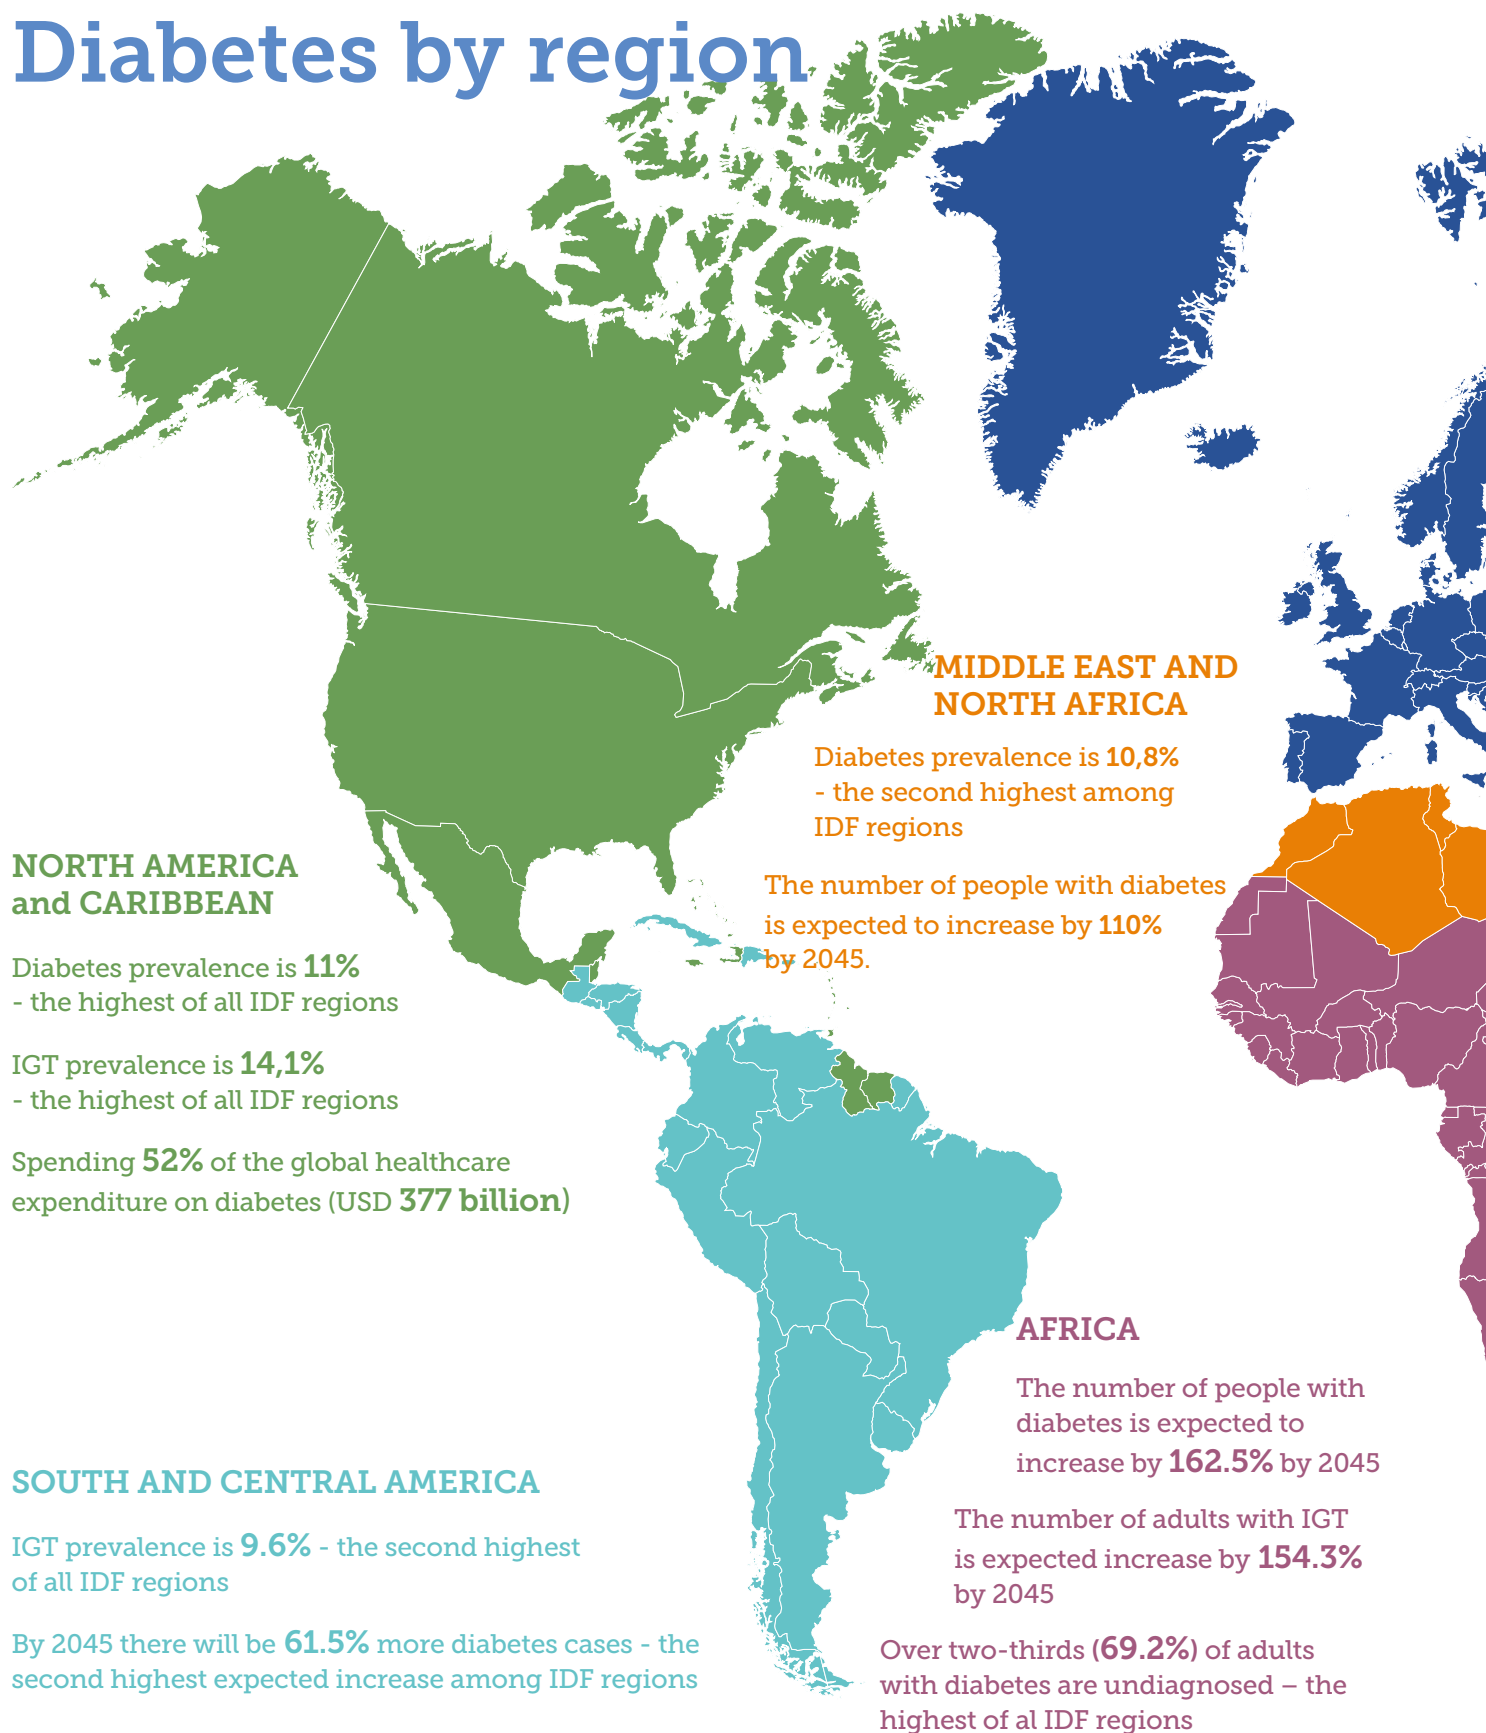 Diabetes by region
MIDDLE EAST AND
NORTH AFRICA
Diabetes prevalence is 10,8%
- the second highest among
IDF regions
The number of people with diabetes
is expected to increase by 110%
by 2045.
NORTH AMERICA
and CARIBBEAN
Diabetes prevalence is 11%
- the highest of all IDF regions
IGT prevalence is 14,1%
- the highest of all IDF regions
Spending 52% of the global healthcare
expenditure on diabetes (USD 377 billion)
AFRICA
The number of people with
diabetes is expected to
increase by 162.5% by 2045
The number of adults with IGT
is expected increase by 154.3%
by 2045
Over two-thirds (69.2%) of adults
with diabetes are undiagnosed – the
highest of al IDF regions
SOUTH AND CENTRAL AMERICA
IGT prevalence is 9.6% - the second highest
of all IDF regions
By 2045 there will be 61.5% more diabetes cases - the
second highest expected increase among IDF regions